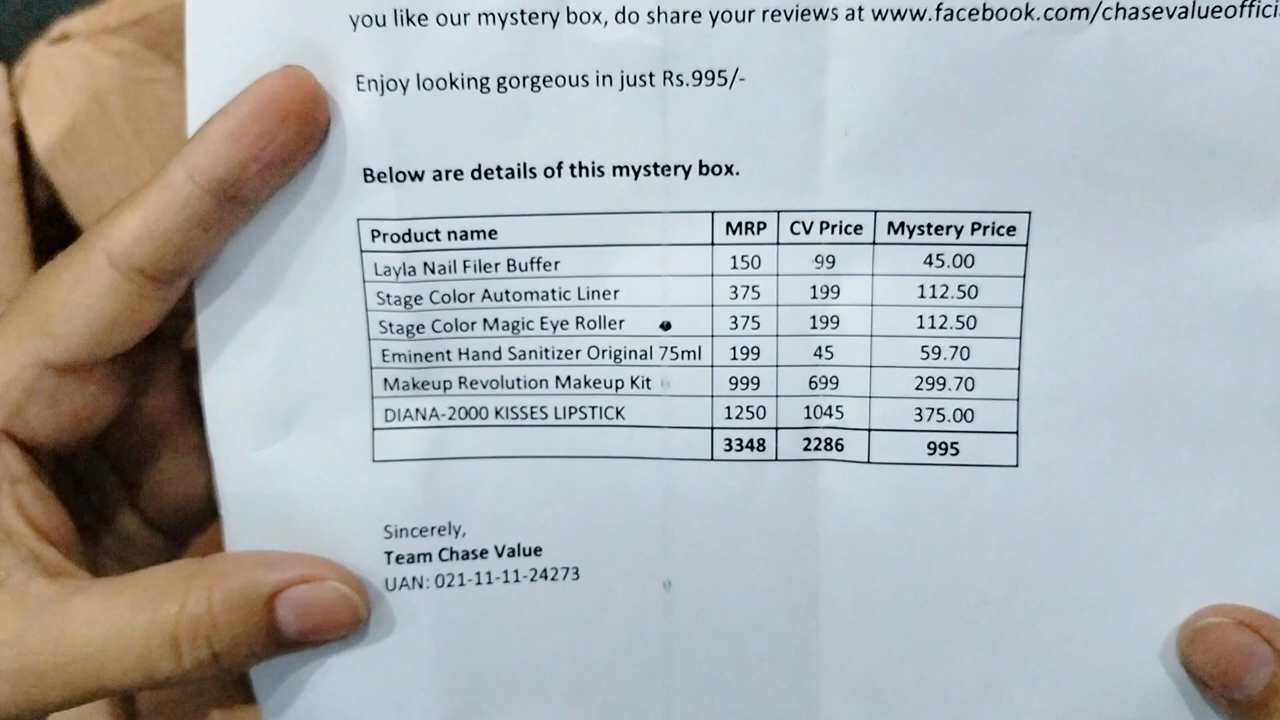 you like our mystery box, do share your reviews at www.facebook.com/chasevalueoffici
Enjoy looking gorgeous in just Rs.995/-
Below are details of this mystery box.
Product name MRP CV Price Mystery Price
Layla Nail Filer Buffer 150 99 45.00
Stage Color Automatic Liner 375 199 112.50
Stage Color Magic Eye Roller 375 199 112.50
Eminent Hand Sanitizer Original 75ml 199 45 59.70
Makeup Revolution Makeup Kit 999 699 299.70
DIANA-2000 KISSES LIPSTICK 1250 1045 375.00
3348 2286 995
Sincerely,
Team Chase Value
UAN: 021-11-11-24273